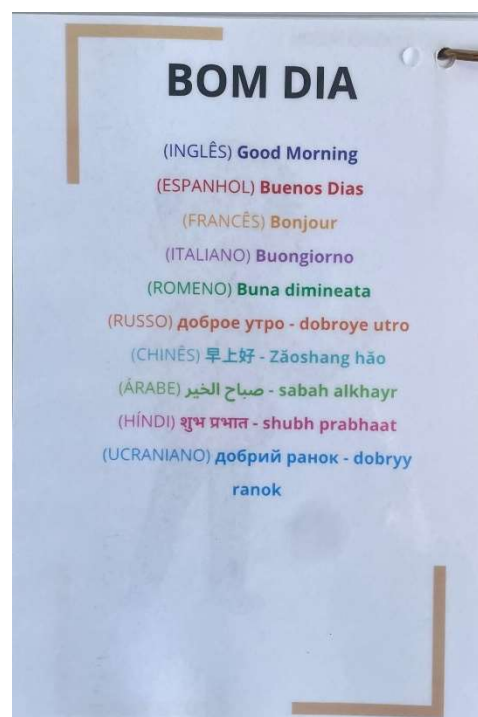 BOM DIA
(INGLÊS) Good Morning
(ESPANHOL) Buenos Dias
(FRANCÊS) Bonjour
(ITALIANO) Buongiorno
(ROMENO) Buna dimineata
(RUSSO) доброе утро - dobroye utro
(CHINÊS) 早上好 - Zăoshang hăo
(ÁRABE) صباح الخير - sabah alkhayr
(HÍNDI) शुभ प्रभात - shubh prabhaat
(UCRANIANO) добрий ранок - dobryy
ranok